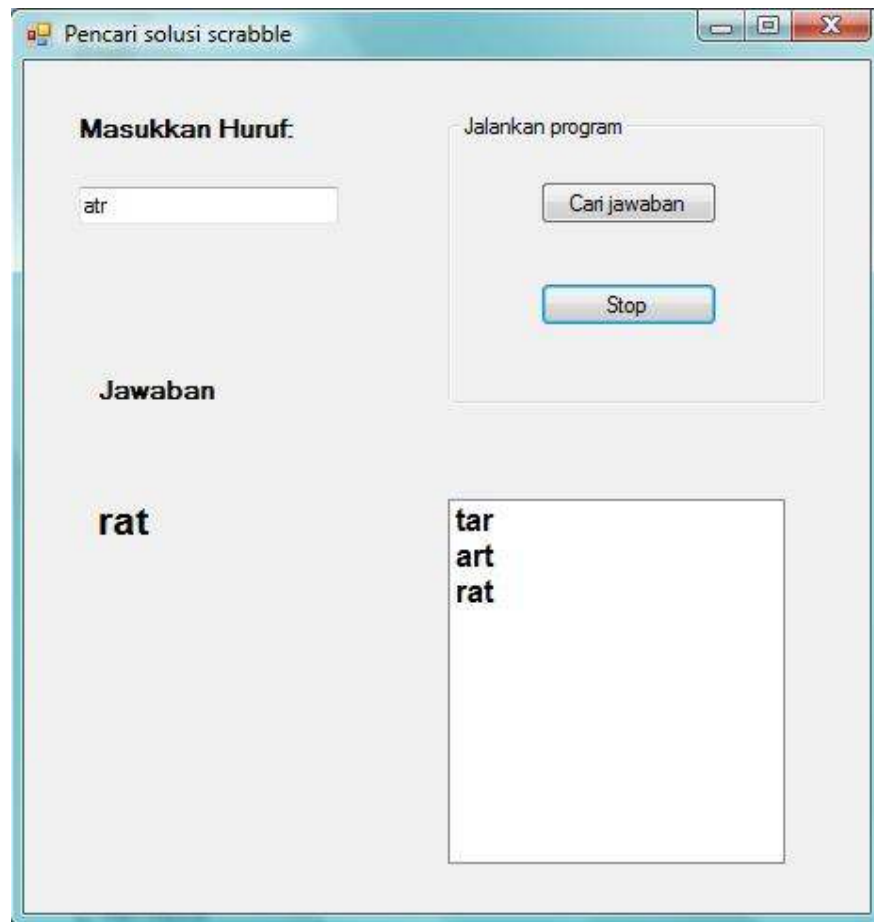 Pencari solusi scrabble
Masukkan Huruf:
atr
Jalankan program
Cari jawaban
Stop
Jawaban
rat
tar
art
rat